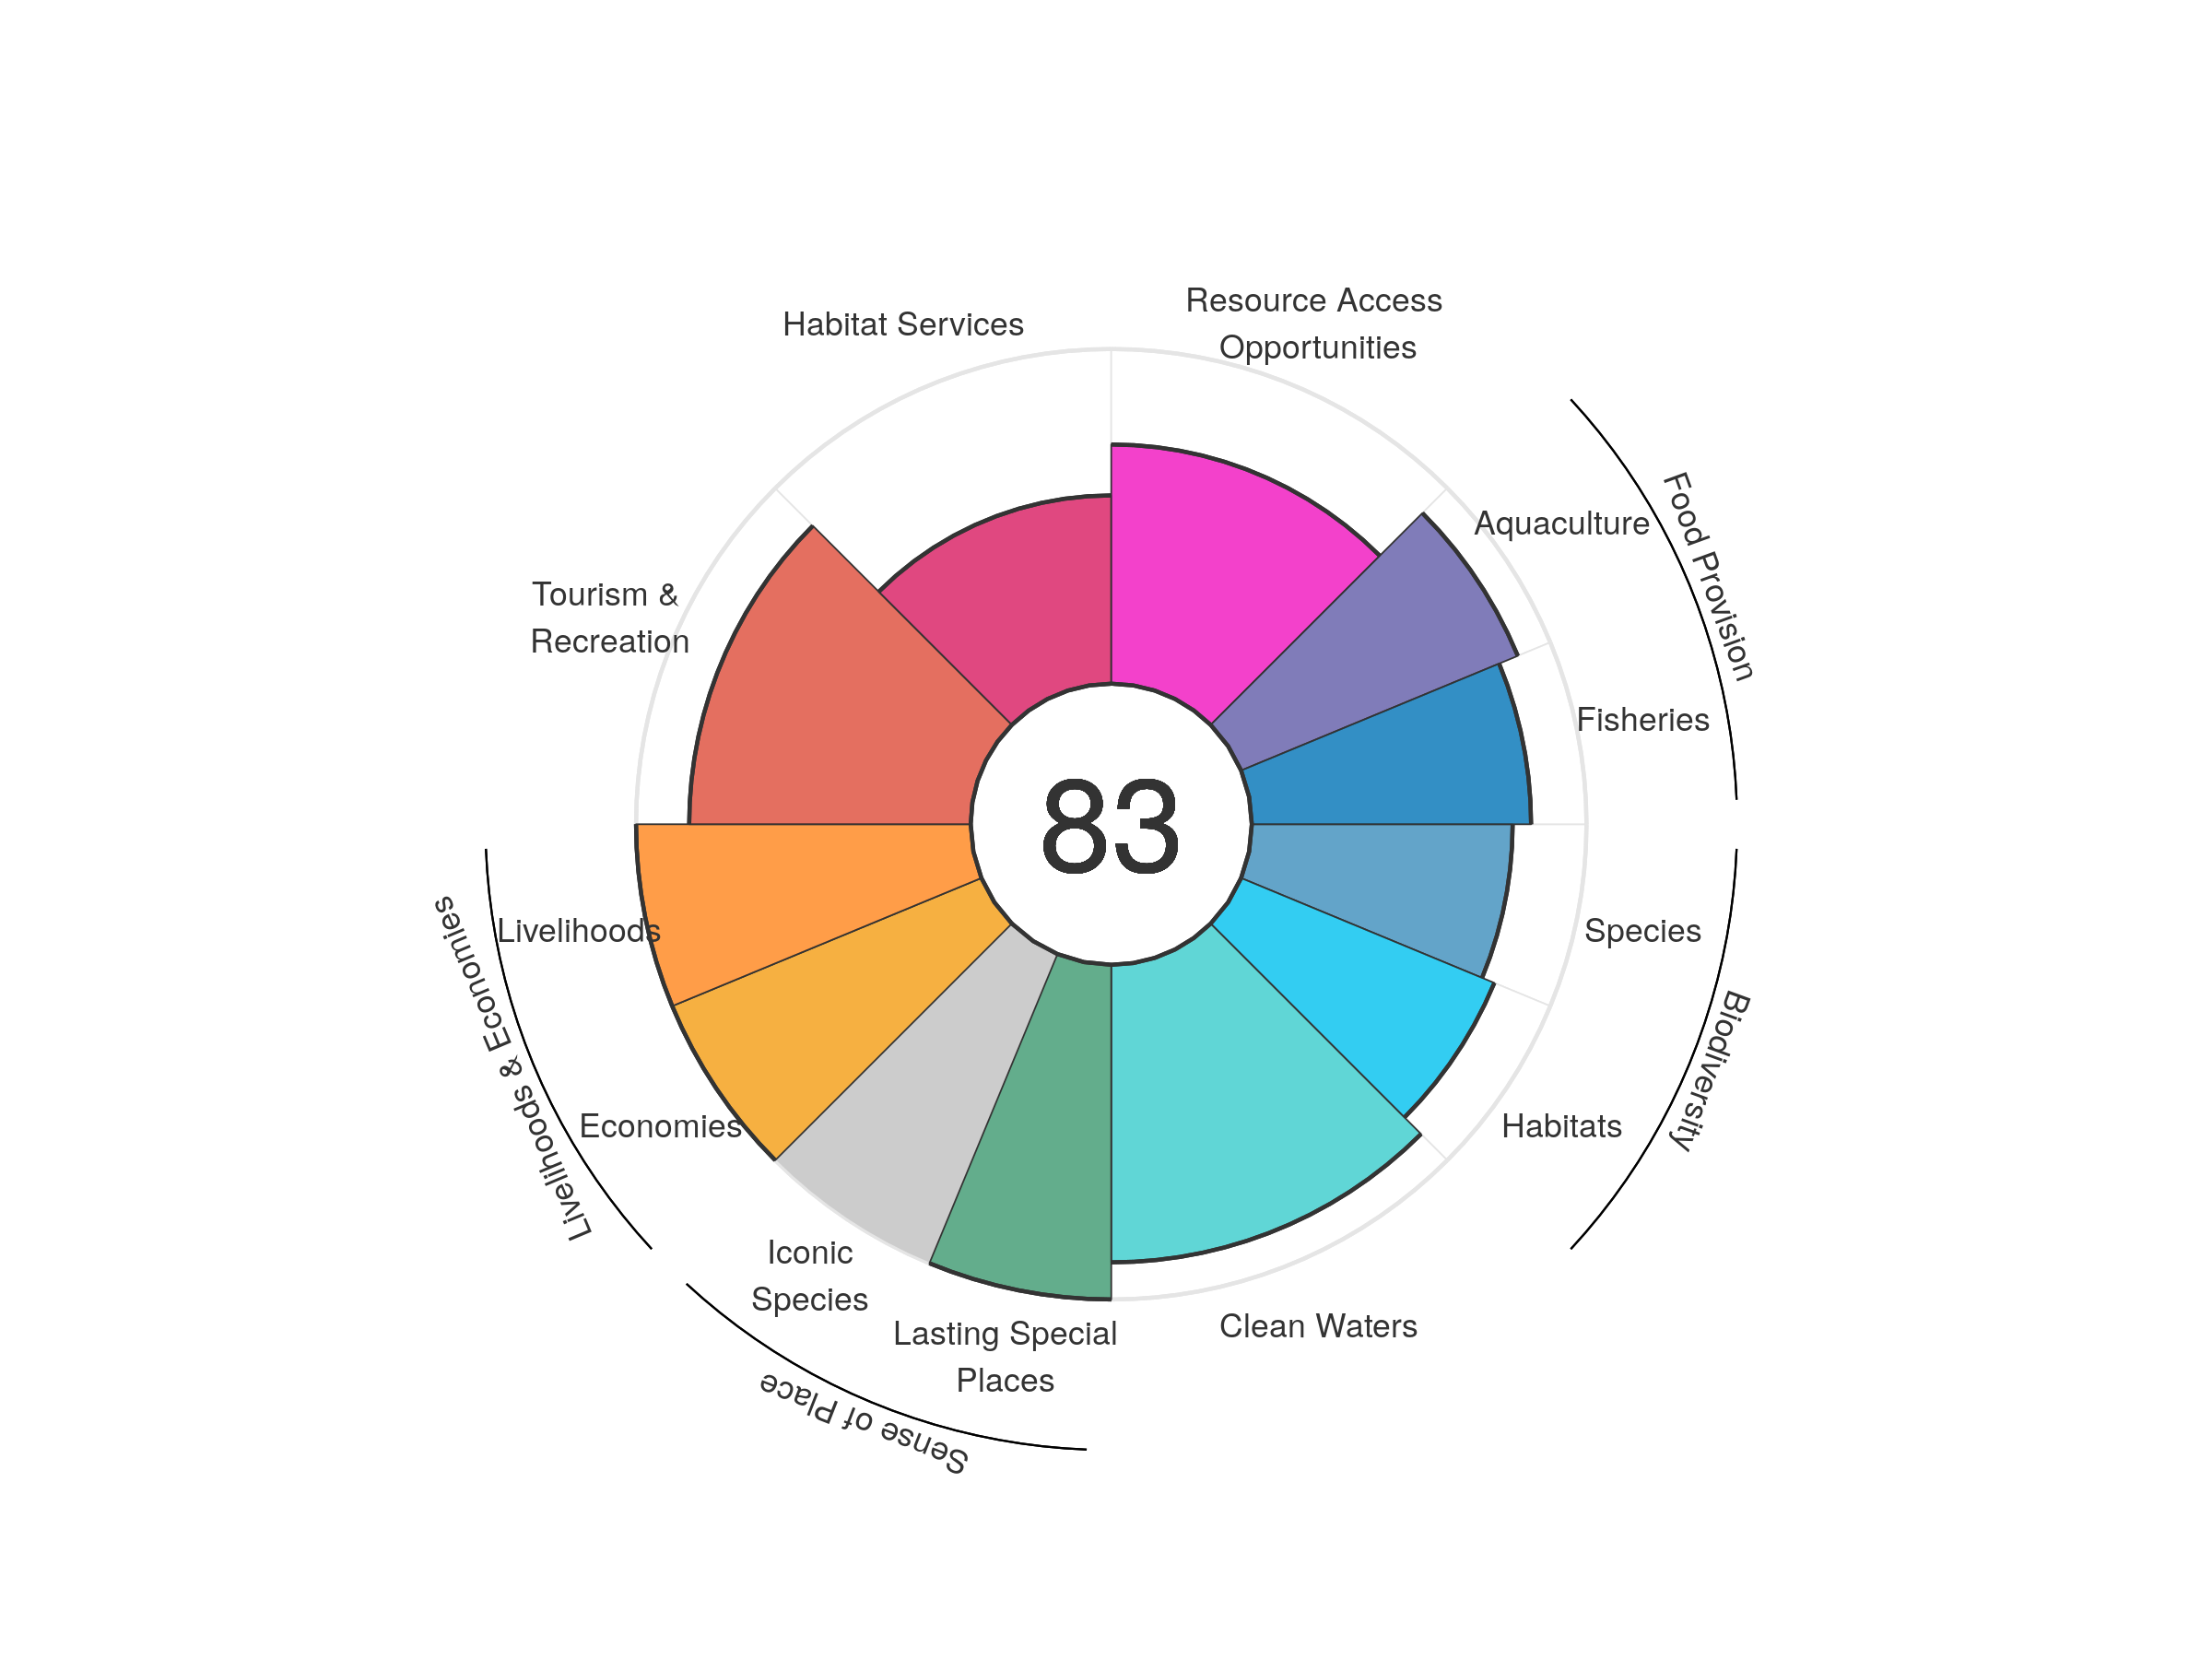 Resource Access
Opportunities
Habitat Services
Aquaculture
Food Provision
Tourism &
Recreation
Fisheries
83
Livelihoods
Species
Livelihoods & Economies
Biodiversity
Economies
Habitats
Iconic
Species
Lasting Special
Places
Clean Waters
Sense of Place